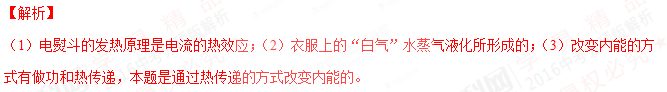 【解析】
（1）电熨斗的发热原理是电流的热效应；（2）衣服上的“白气”水蒸气液化所形成的；（3）改变内能的方
式有做功和热传递，本题是通过热传递的方式改变内能的。